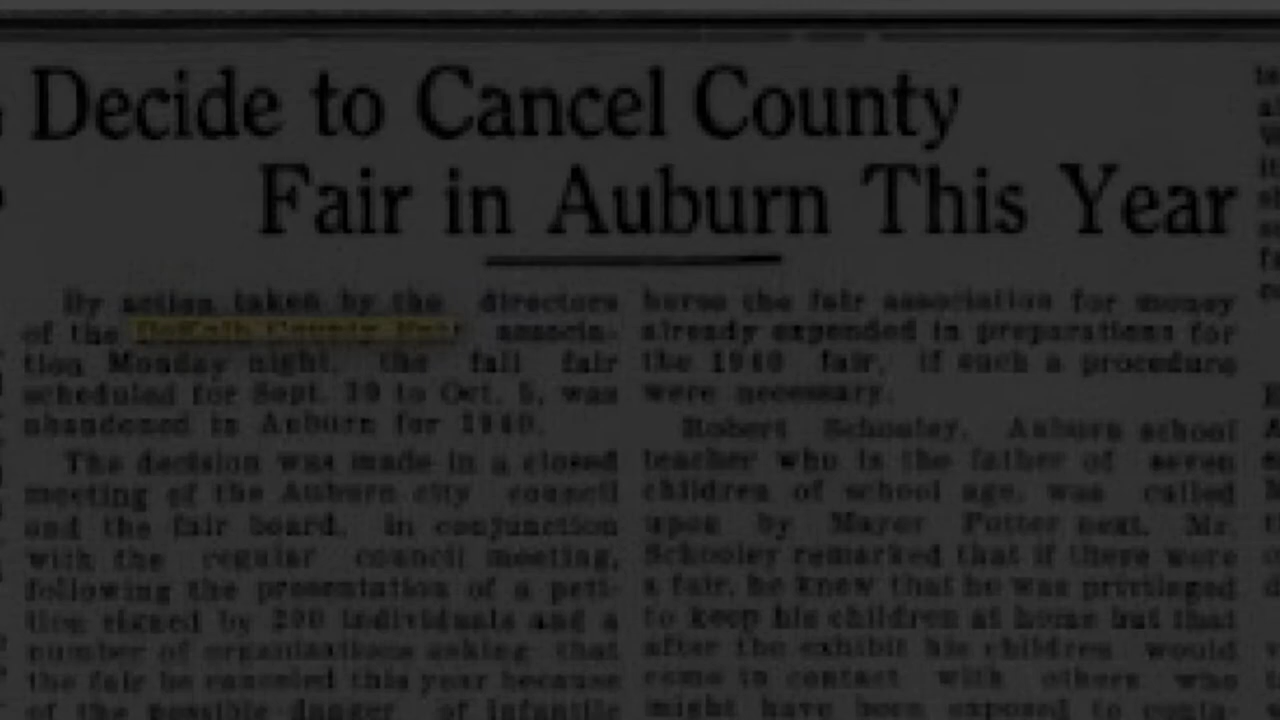 Decide to Cancel County
Fair in Auburn This Year
By action taken by the directors
of the DeKalb County Fair associa-
tion Monday night, the fall fair
scheduled for Sept. 30 to Oct. 5, was
abandoned in Auburn for 1940.
The decision was made in a closed
meeting of the Auburn city council
and the fair board, in conjunction
with the regular council meeting,
following the presentation of a peti-
tion signed by 290 individuals and a
number of organizations asking that
the fair be canceled this year because
of the possible danger of infantile
burse the fair association for money
already expended in preparations for
the 1940 fair, if such a procedure
were necessary.
Robert Schooley, Auburn school
teacher who is the father of seven
children of school age, was called
upon by Mayor Potter next. Mr.
Schooley remarked that if there were
a fair, he knew that he was privileged
to keep his children at home but that
after the exhibit his children would
come in contact with others who
might have been exposed to conta-